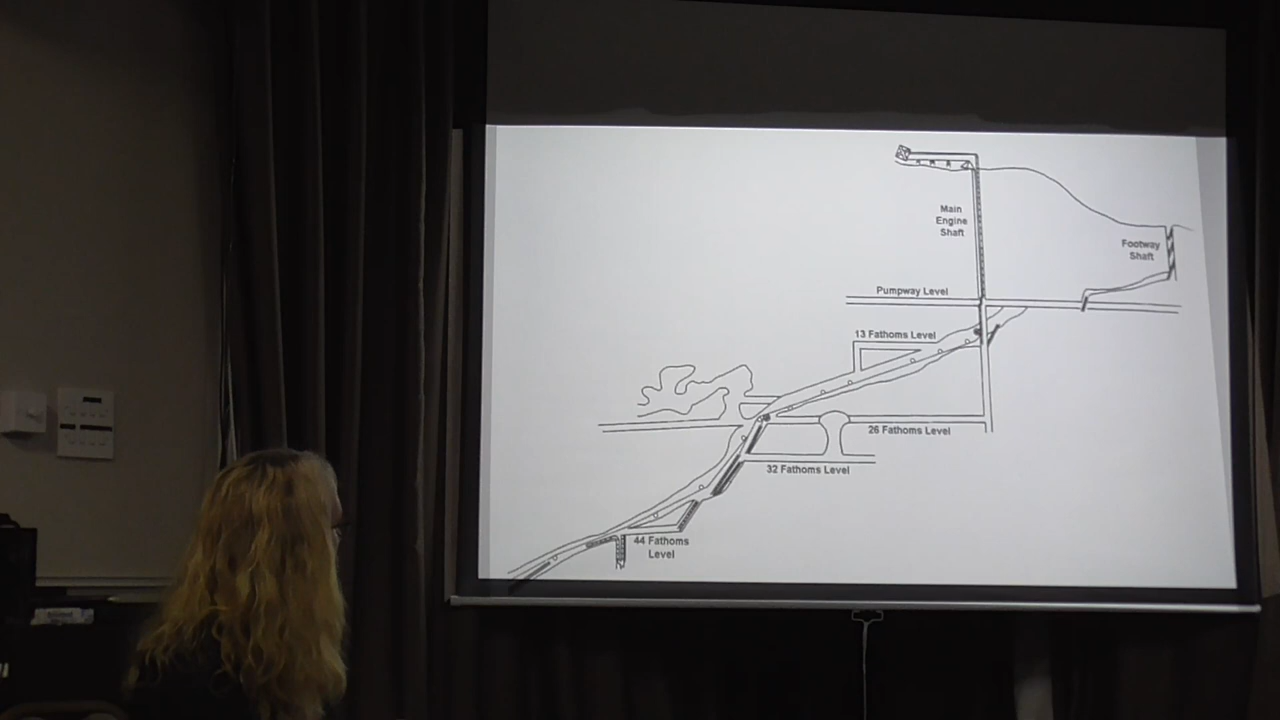 Main
Engine
Shaft
Footway
Shaft
Pumpway Level
13 Fathoms Level
26 Fathoms Level
32 Fathoms Level
44 Fathoms
Level